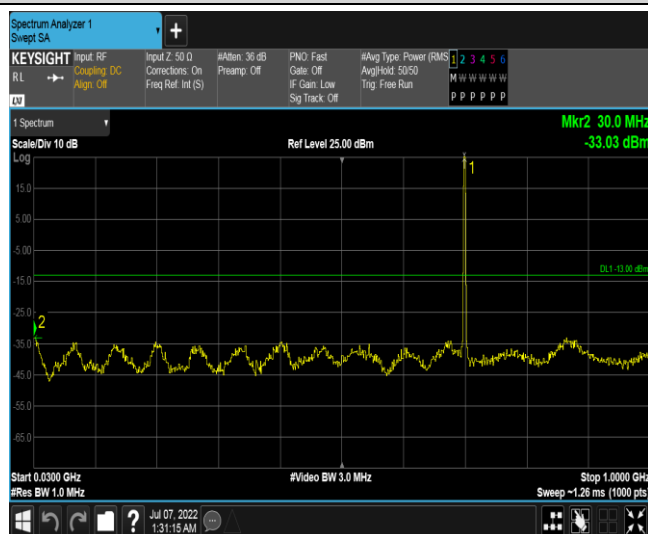 Spectrum Analyzer 1
Swept SA
+
KEYSIGHT Input: RF
RL Coupling: DC
Align: Off
LXI
Input Z: 50 Ω
Corrections: On
Freq Ref: Int (S)
#Atten: 36 dB
Preamp: Off
PNO: Fast
Gate: Off
IF Gain: Low
Sig Track: Off
#Avg Type: Power (RMS
Avg|Hold: 50/50
Trig: Free Run
1 2 3 4 5 6
M W W W W W
P P P P P P
1 Spectrum
Mkr2 30.0 MHz
Scale/Div 10 dB Ref Level 25.00 dBm -33.03 dBm
Log
1
15.0
5.00
-5.00
DL1 -13.00 dBm
-15.0
-25.0
2
-35.0
-45.0
-55.0
-65.0
Start 0.0300 GHz #Video BW 3.0 MHz Stop 1.0000 GHz
#Res BW 1.0 MHz Sweep ~1.26 ms (1000 pts)
?
Jul 07, 2022
1:31:15 AM